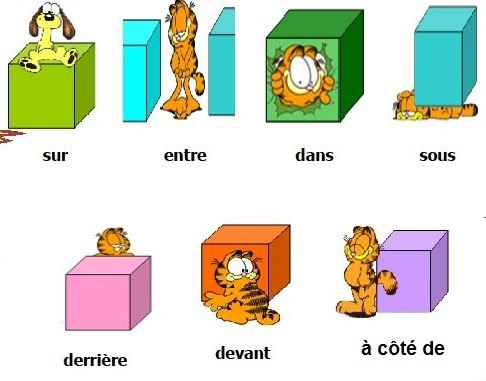 sur entre dans sous
derrière devant à côté de